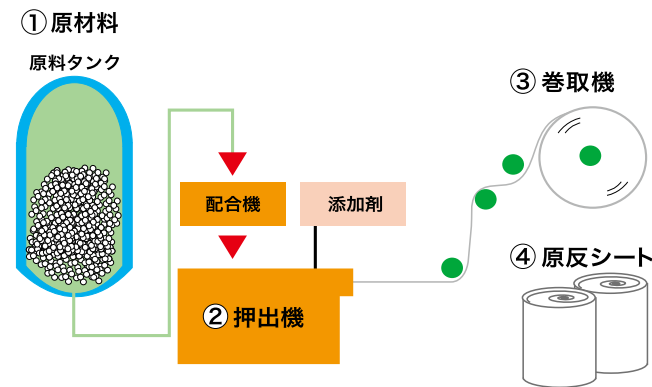 ①原材料
原料タンク
配合機
添加剤
②押出機
③巻取機
④原反シート